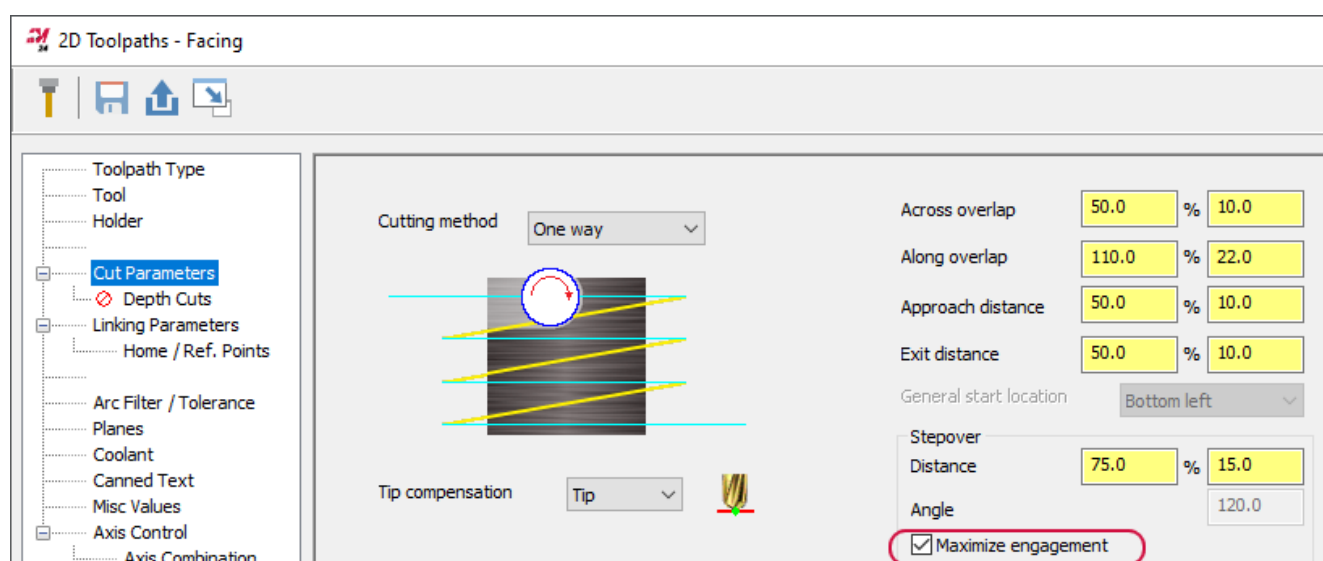 2D Toolpaths - Facing
Toolpath Type
Tool
Holder
Cut Parameters
Depth Cuts
Linking Parameters
Home / Ref. Points
Arc Filter / Tolerance
Planes
Coolant
Canned Text
Misc Values
Axis Control
Axis Combination
Cutting method One way
Tip compensation Tip
Across overlap 50.0 % 10.0
Along overlap 110.0 % 22.0
Approach distance 50.0 % 10.0
Exit distance 50.0 % 10.0
General start location Bottom left
Stepover
Distance 75.0 % 15.0
Angle 120.0
Maximize engagement